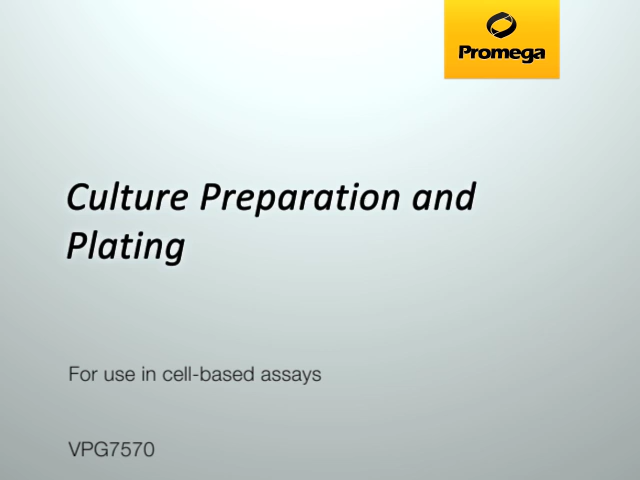 Promega
Culture Preparation and
Plating
For use in cell-based assays
VPG7570